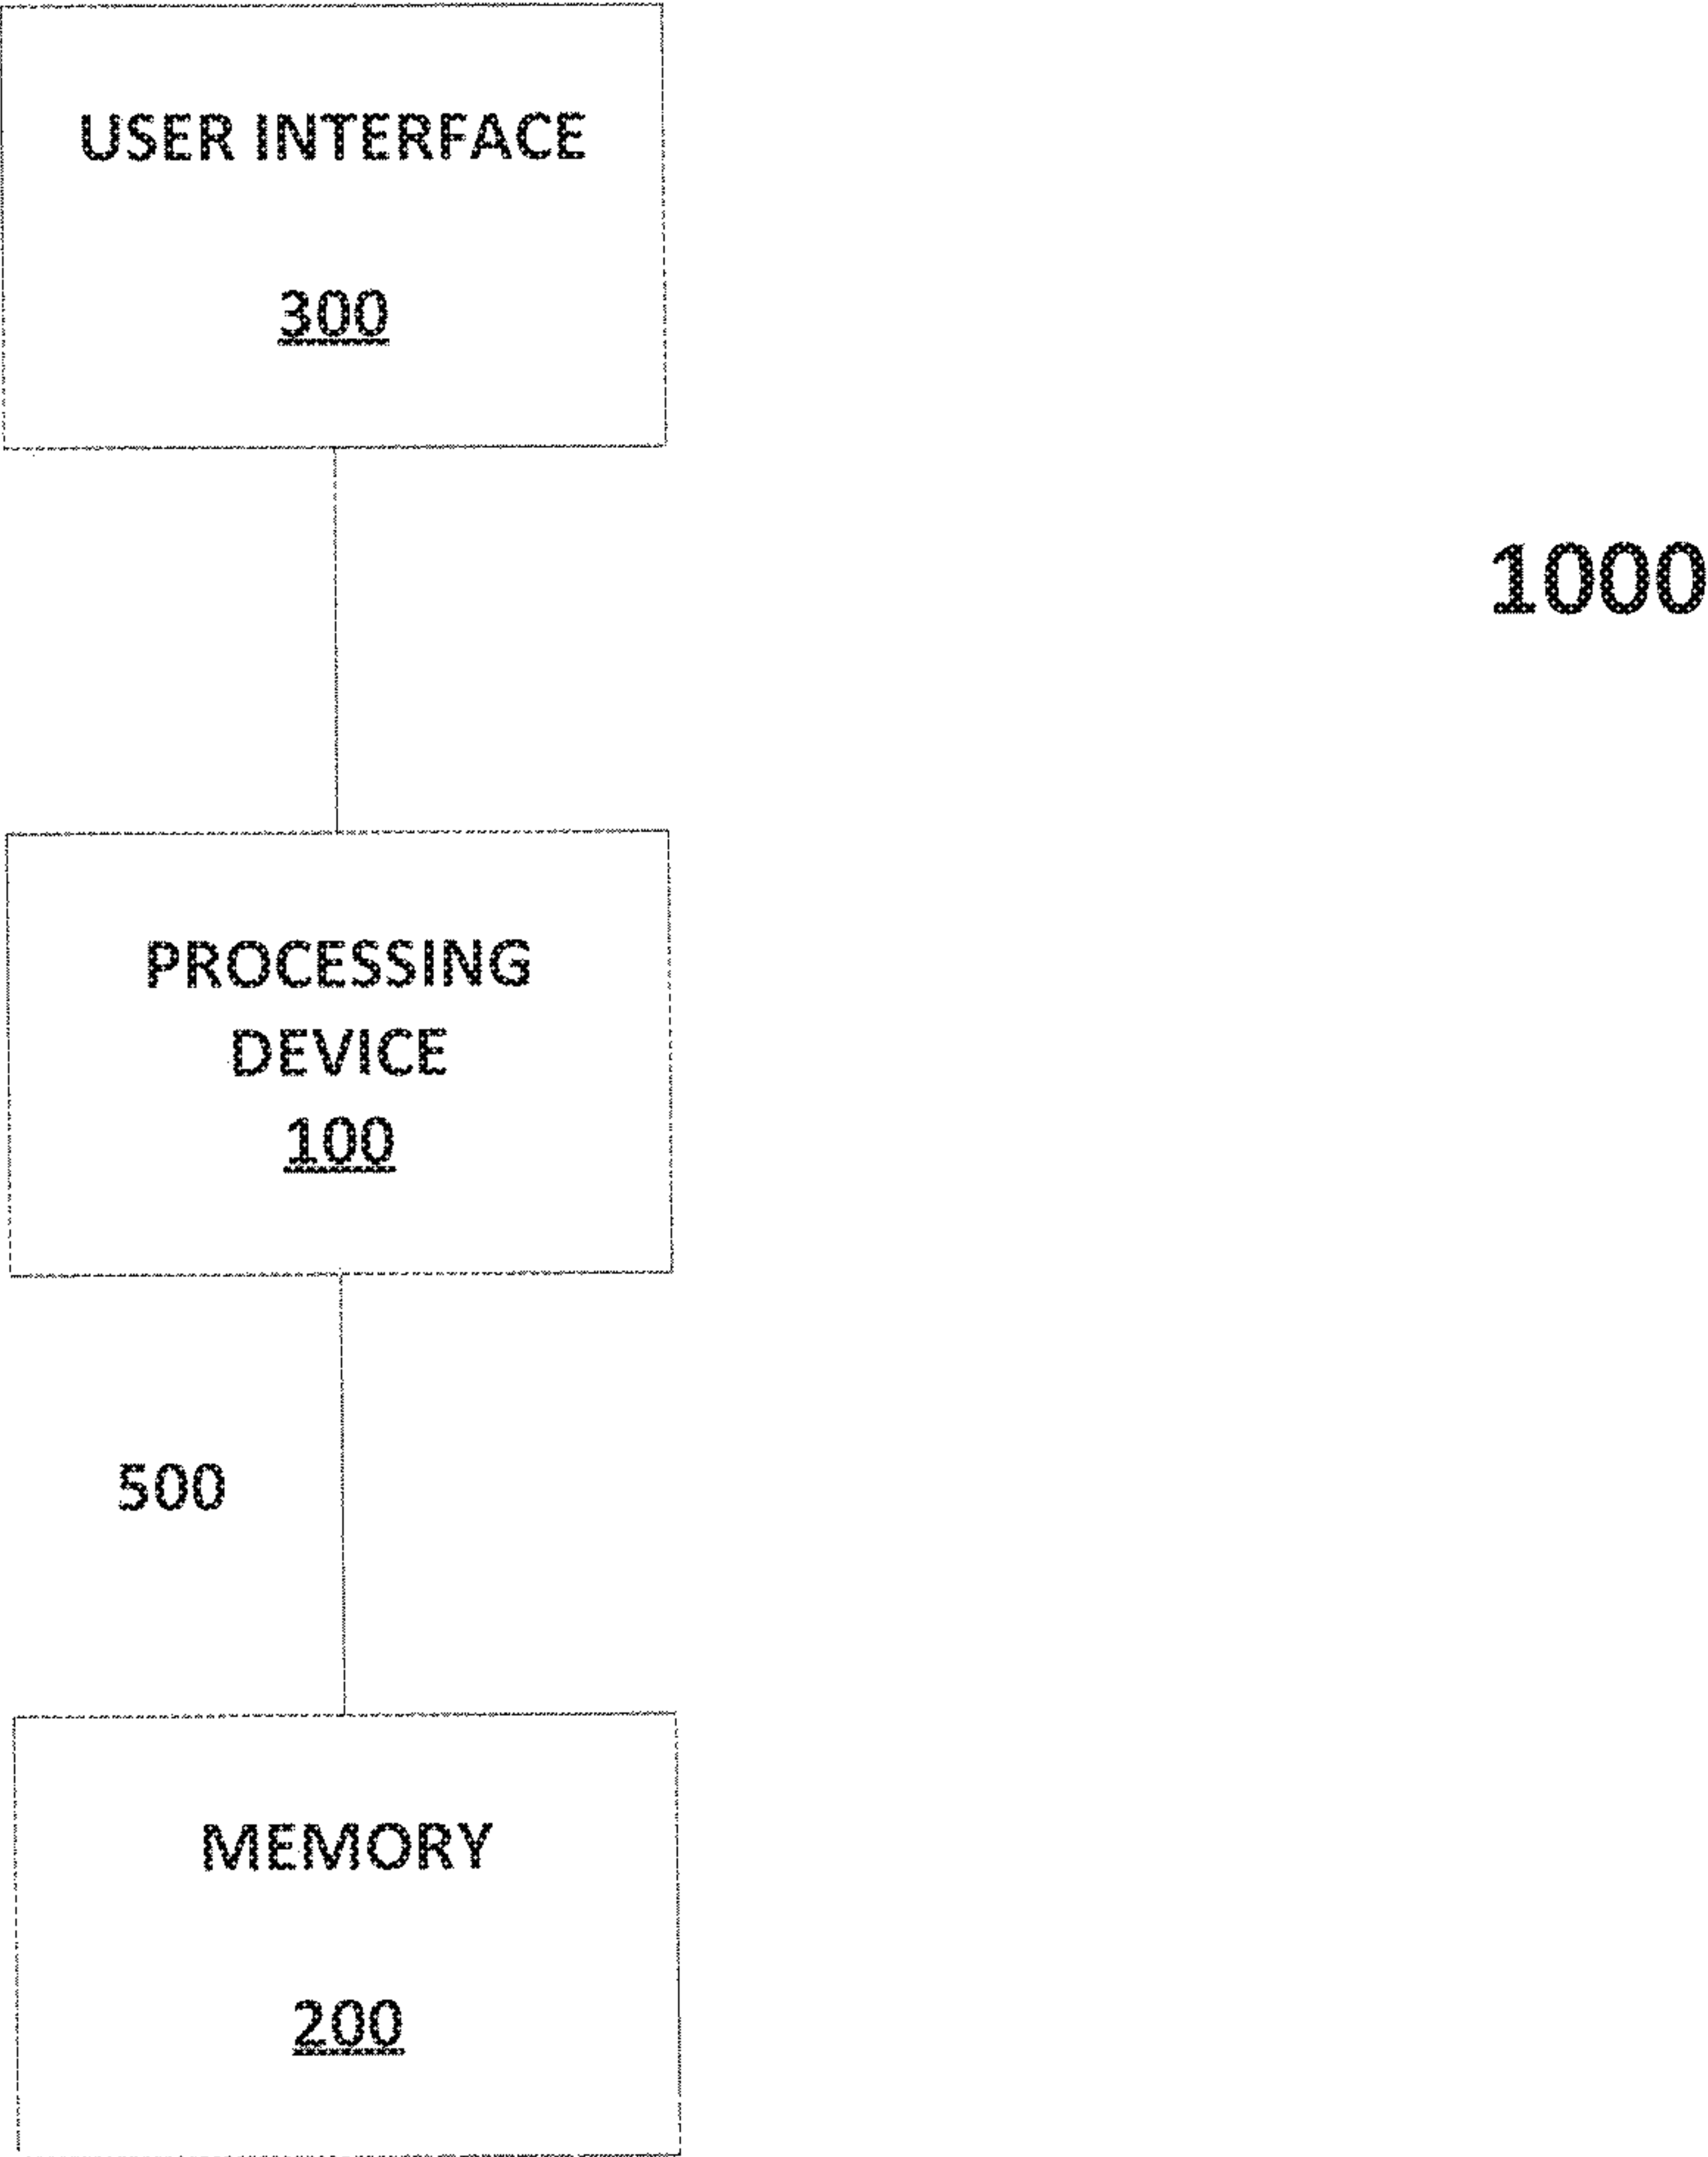 USER INTERFACE
300
1000
PROCESSING
DEVICE
100
500
MEMORY
200